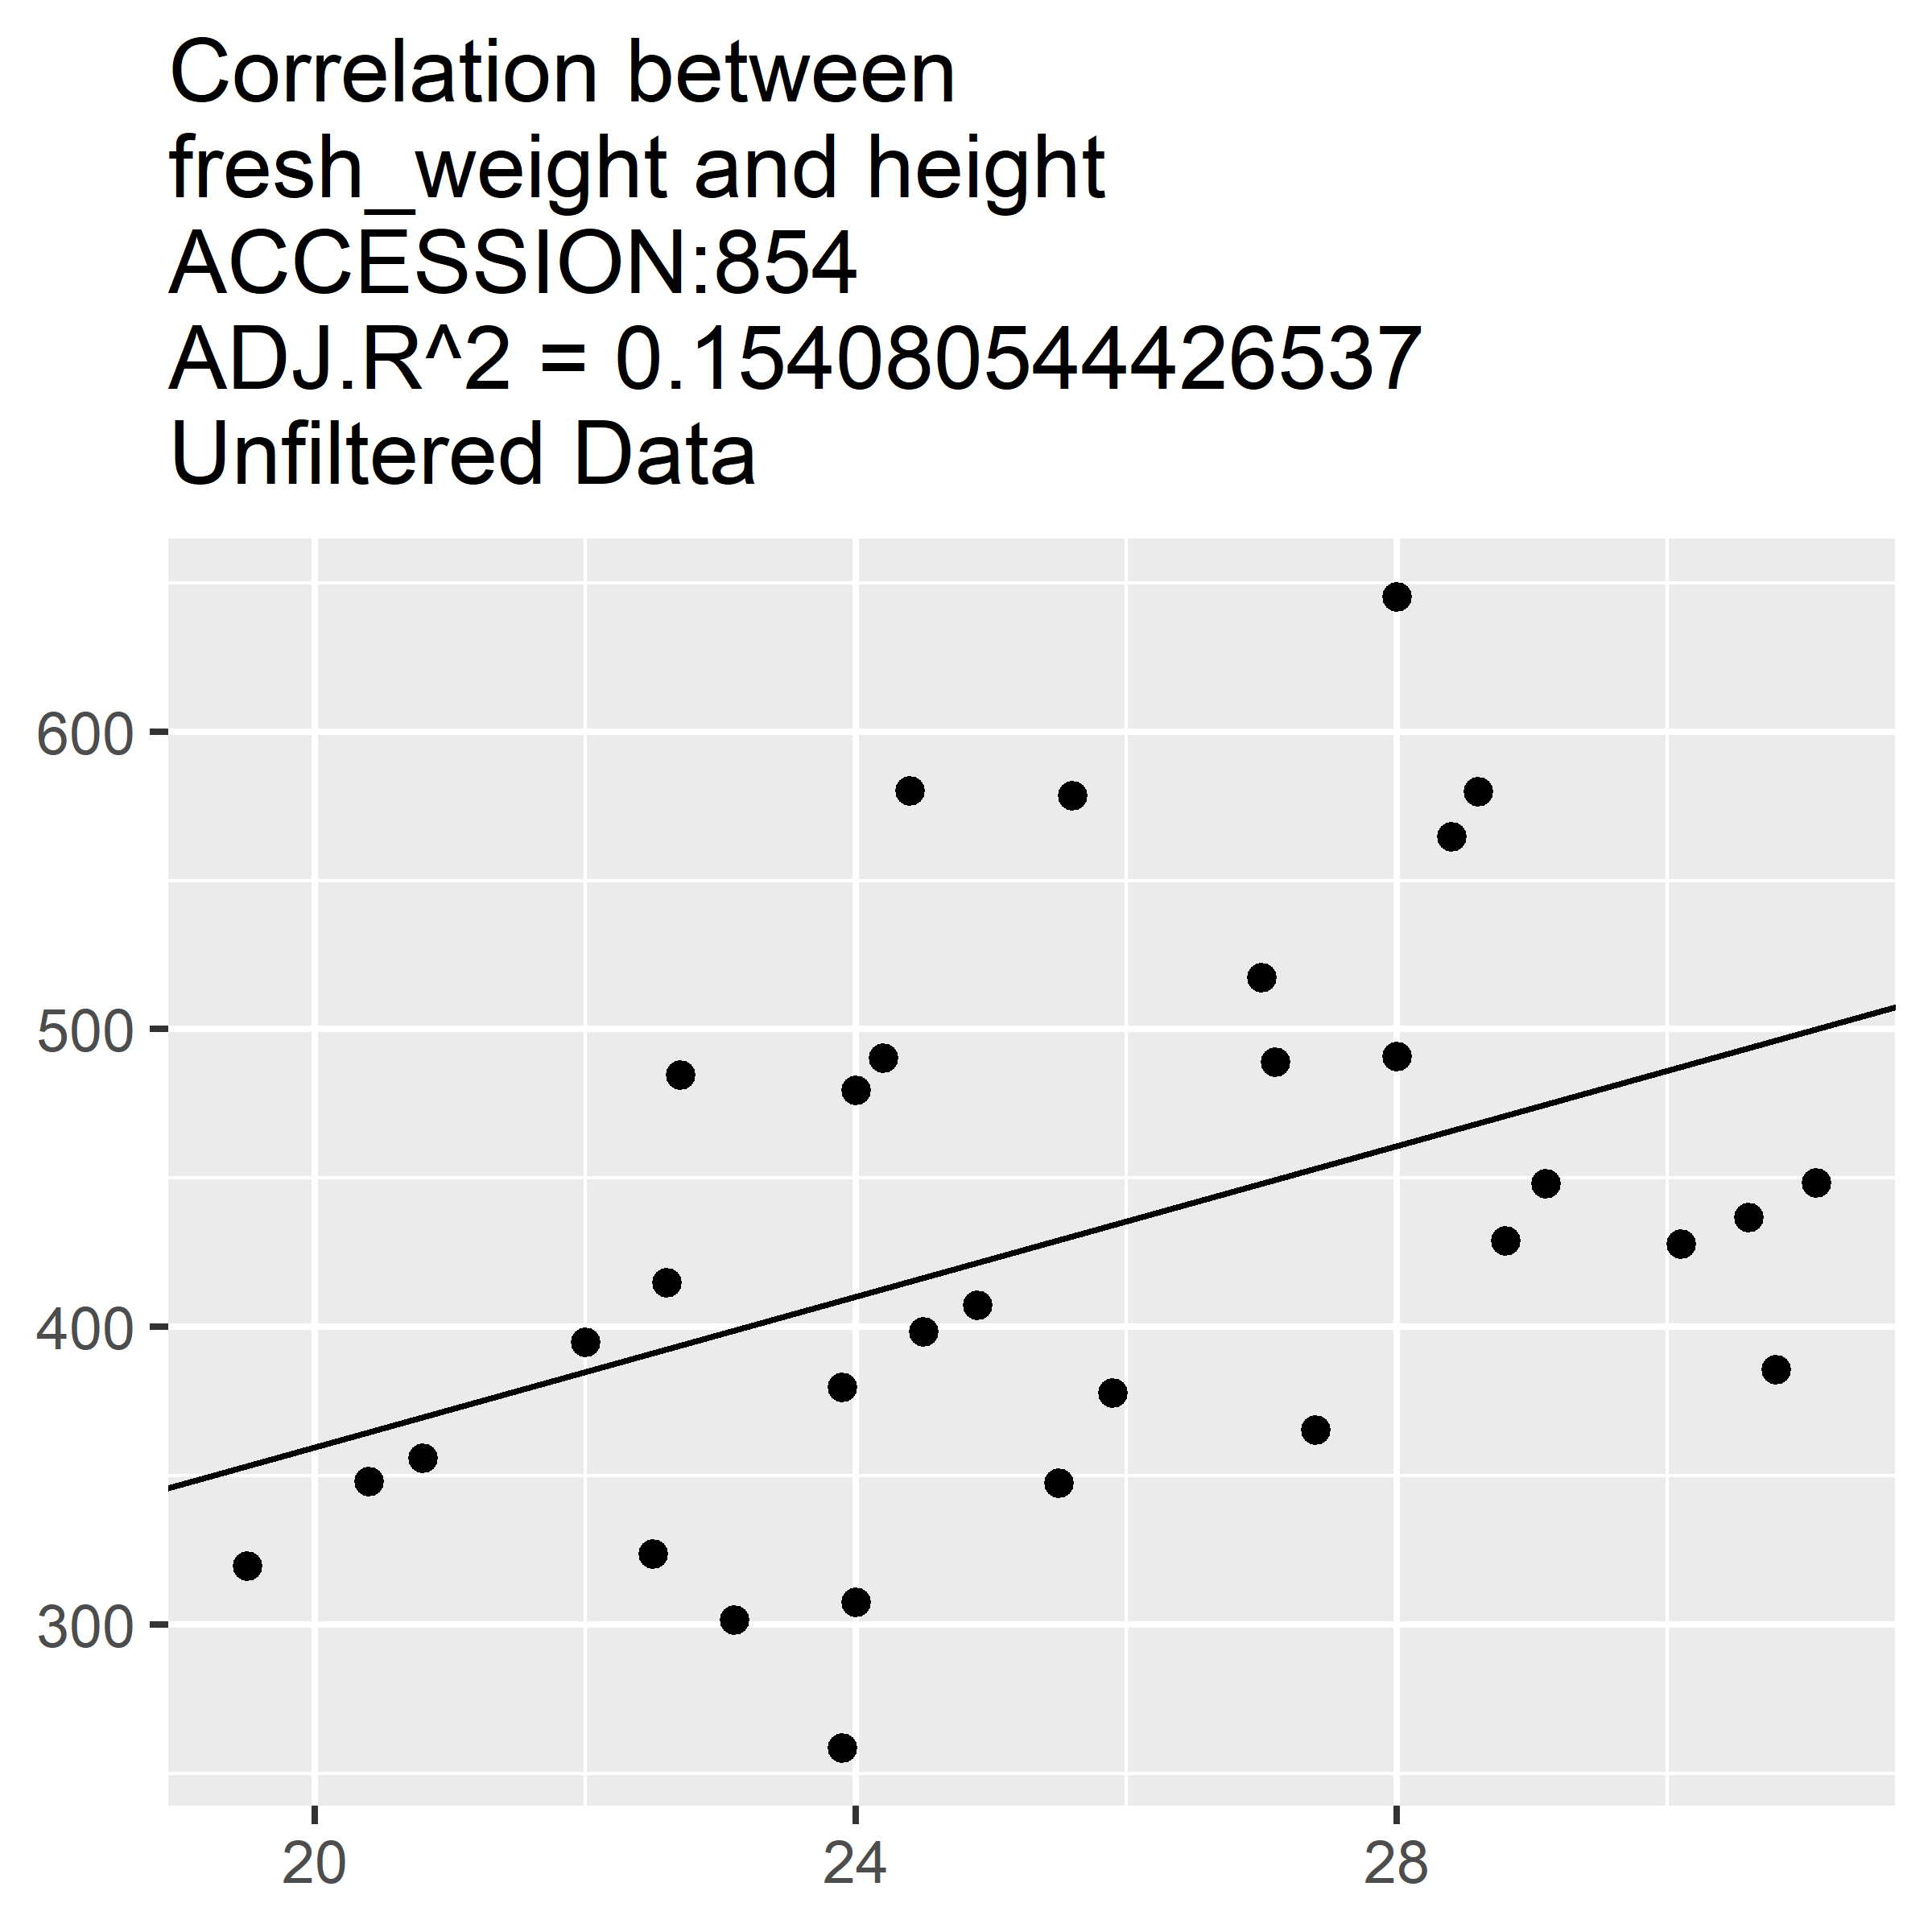 Correlation between
fresh_weight and height
ACCESSION:854
ADJ.R^2 = 0.154080544426537
Unfiltered Data
600
500
400
300
20 24 28